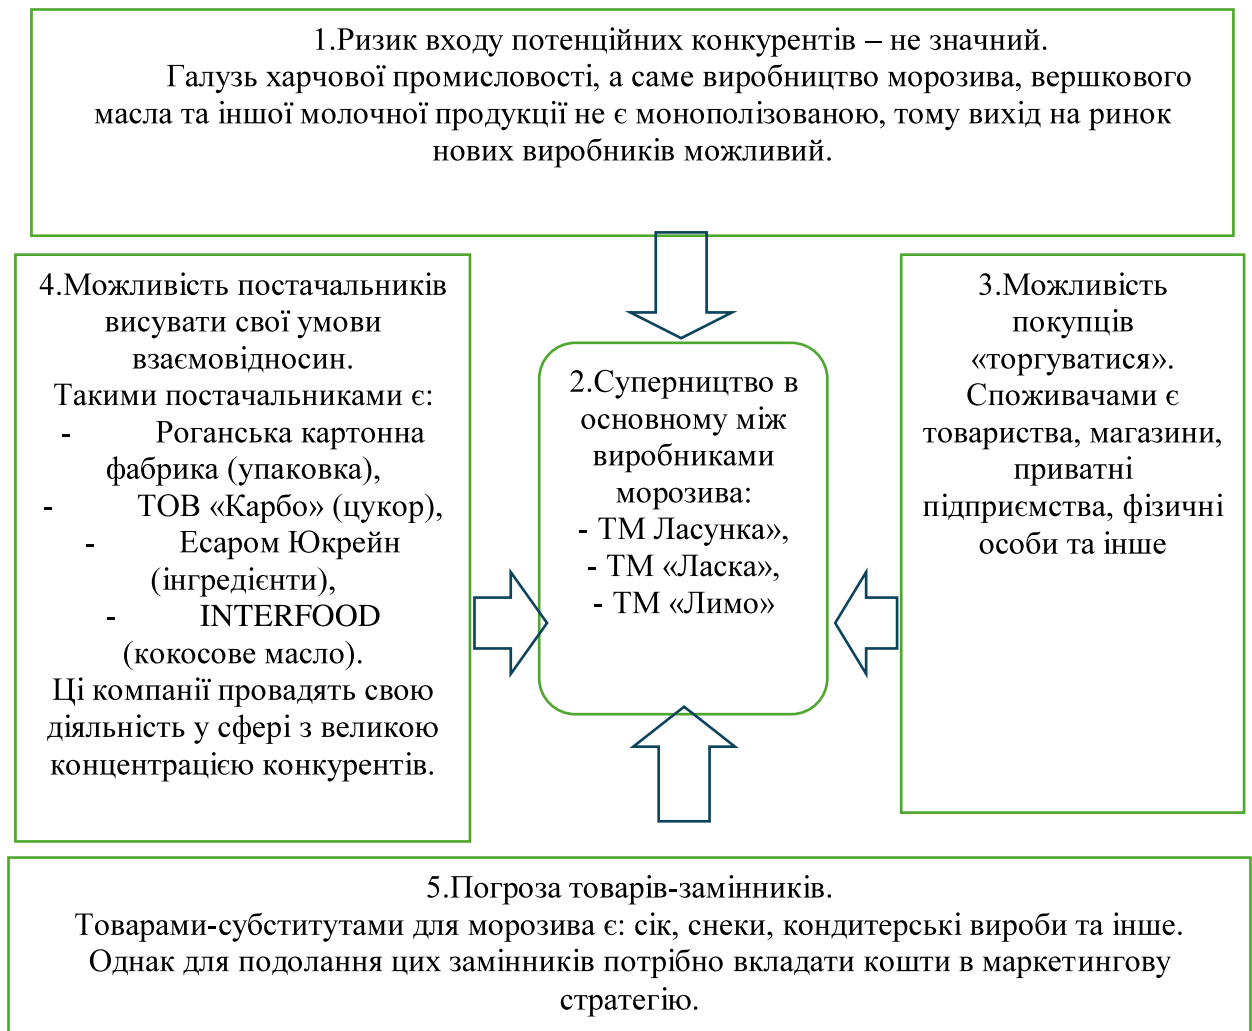 1.Ризик входу потенційних конкурентів – не значний.
Галузь харчової промисловості, а саме виробництво морозива, вершкового
масла та іншої молочної продукції не є монополізованою, тому вихід на ринок
нових виробників можливий.
4.Можливість постачальників
висувати свої умови
взаємовідносин.
Такими постачальниками є:
- Роганська картонна
фабрика (упаковка),
- ТОВ «Карбо» (цукор),
- Есаром Юкрейн
(інгредієнти),
- INTERFOOD
(кокосове масло).
Ці компанії провадять свою
діяльність у сфері з великою
концентрацією конкурентів.
2.Суперництво в
основному між
виробниками
морозива:
- ТМ Ласунка»,
- ТМ «Ласка»,
- ТМ «Лимо»
3.Можливість
покупців
«торгуватися».
Споживачами є
товариства, магазини,
приватні
підприємства, фізичні
особи та інше
5.Погроза товарів-замінників.
Товарами-субститутами для морозива є: сік, снеки, кондитерські вироби та інше.
Однак для подолання цих замінників потрібно вкладати кошти в маркетингову
стратегію.